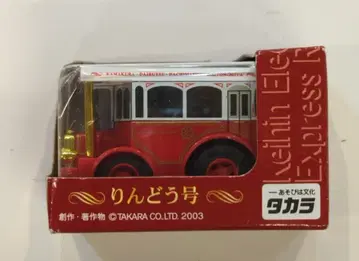 Keihin Ele
Express R
りんどう号
創作・著作物 ©TAKARA CO.,LTD. 2003
あそびは文化
タカラ